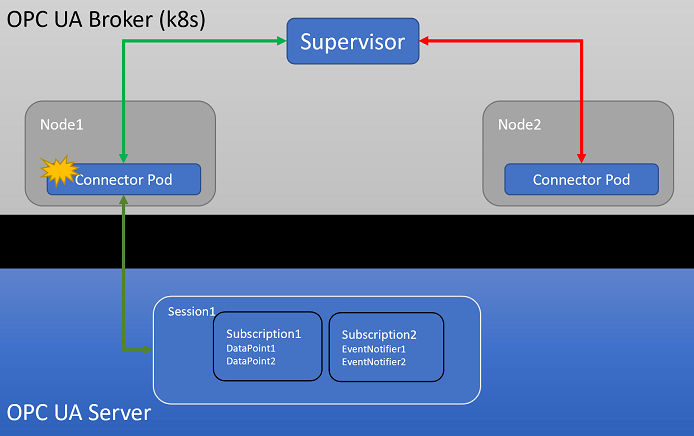 OPC UA Broker (k8s)
Supervisor
Node1
Connector Pod
Node2
Connector Pod
Session1
Subscription1
DataPoint1
DataPoint2
Subscription2
EventNotifier1
EventNotifier2
OPC UA Server